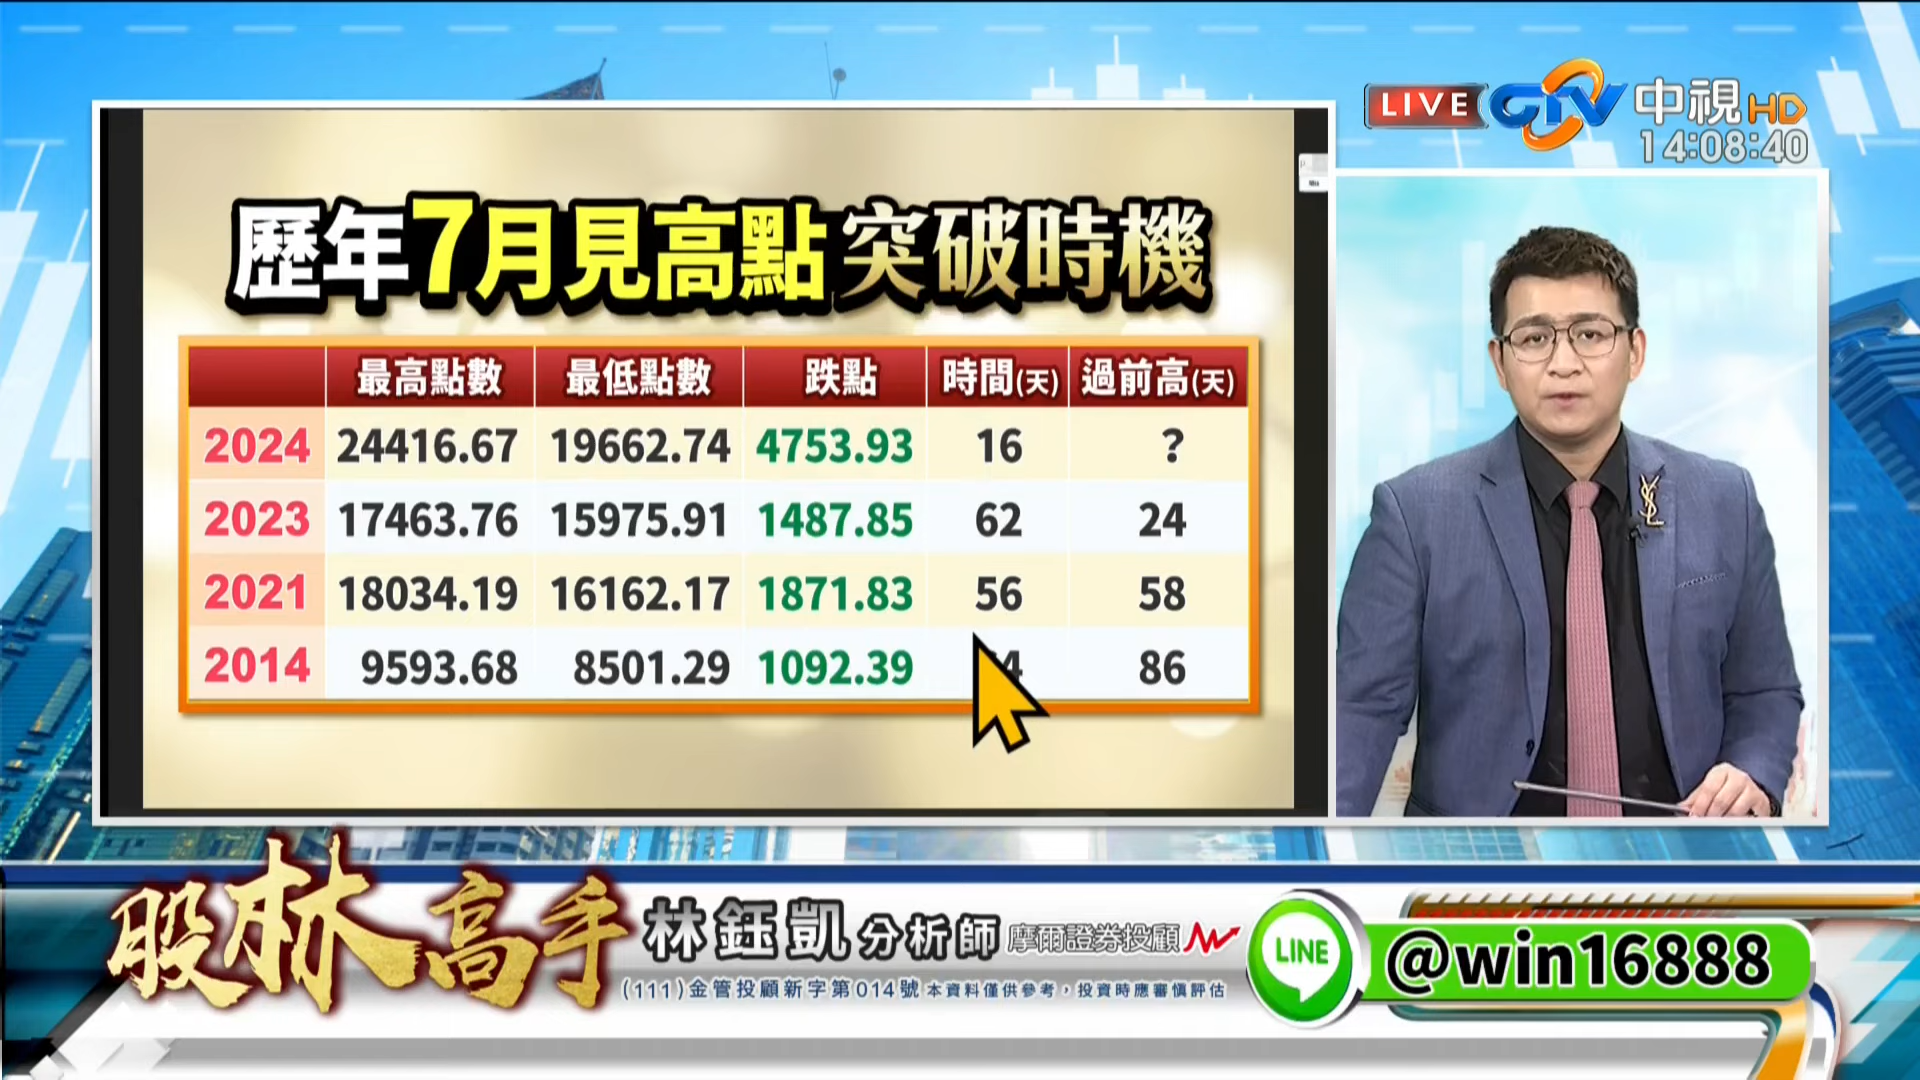 LIVE CTV 中視HD
14:08:40
歷年7月見高點突破時機
最高點數 最低點數 跌點 時間(天) 過前高(天)
2024 24416.67 19662.74 4753.93 16 ?
2023 17463.76 15975.91 1487.85 62 24
2021 18034.19 16162.17 1871.83 56 58
2014 9593.68 8501.29 1092.39 4 86
股林高手 林鈺凱 分析師 摩爾證券投顧
(111)金管投顧新字第014號 本資料僅供參考，投資時應審慎評估
LINE @win16888